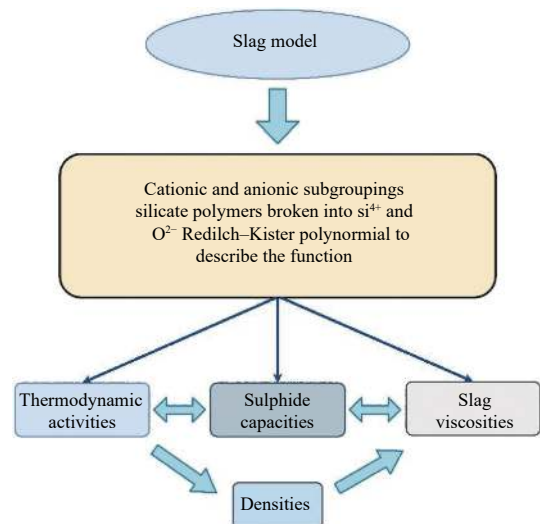 Slag model
Cationic and anionic subgroupings
silicate polymers broken into si⁴⁺ and
O²⁻ Redilch–Kister polynormial to
describe the function
Thermodynamic
activities
Sulphide
capacities
Slag
viscosities
Densities